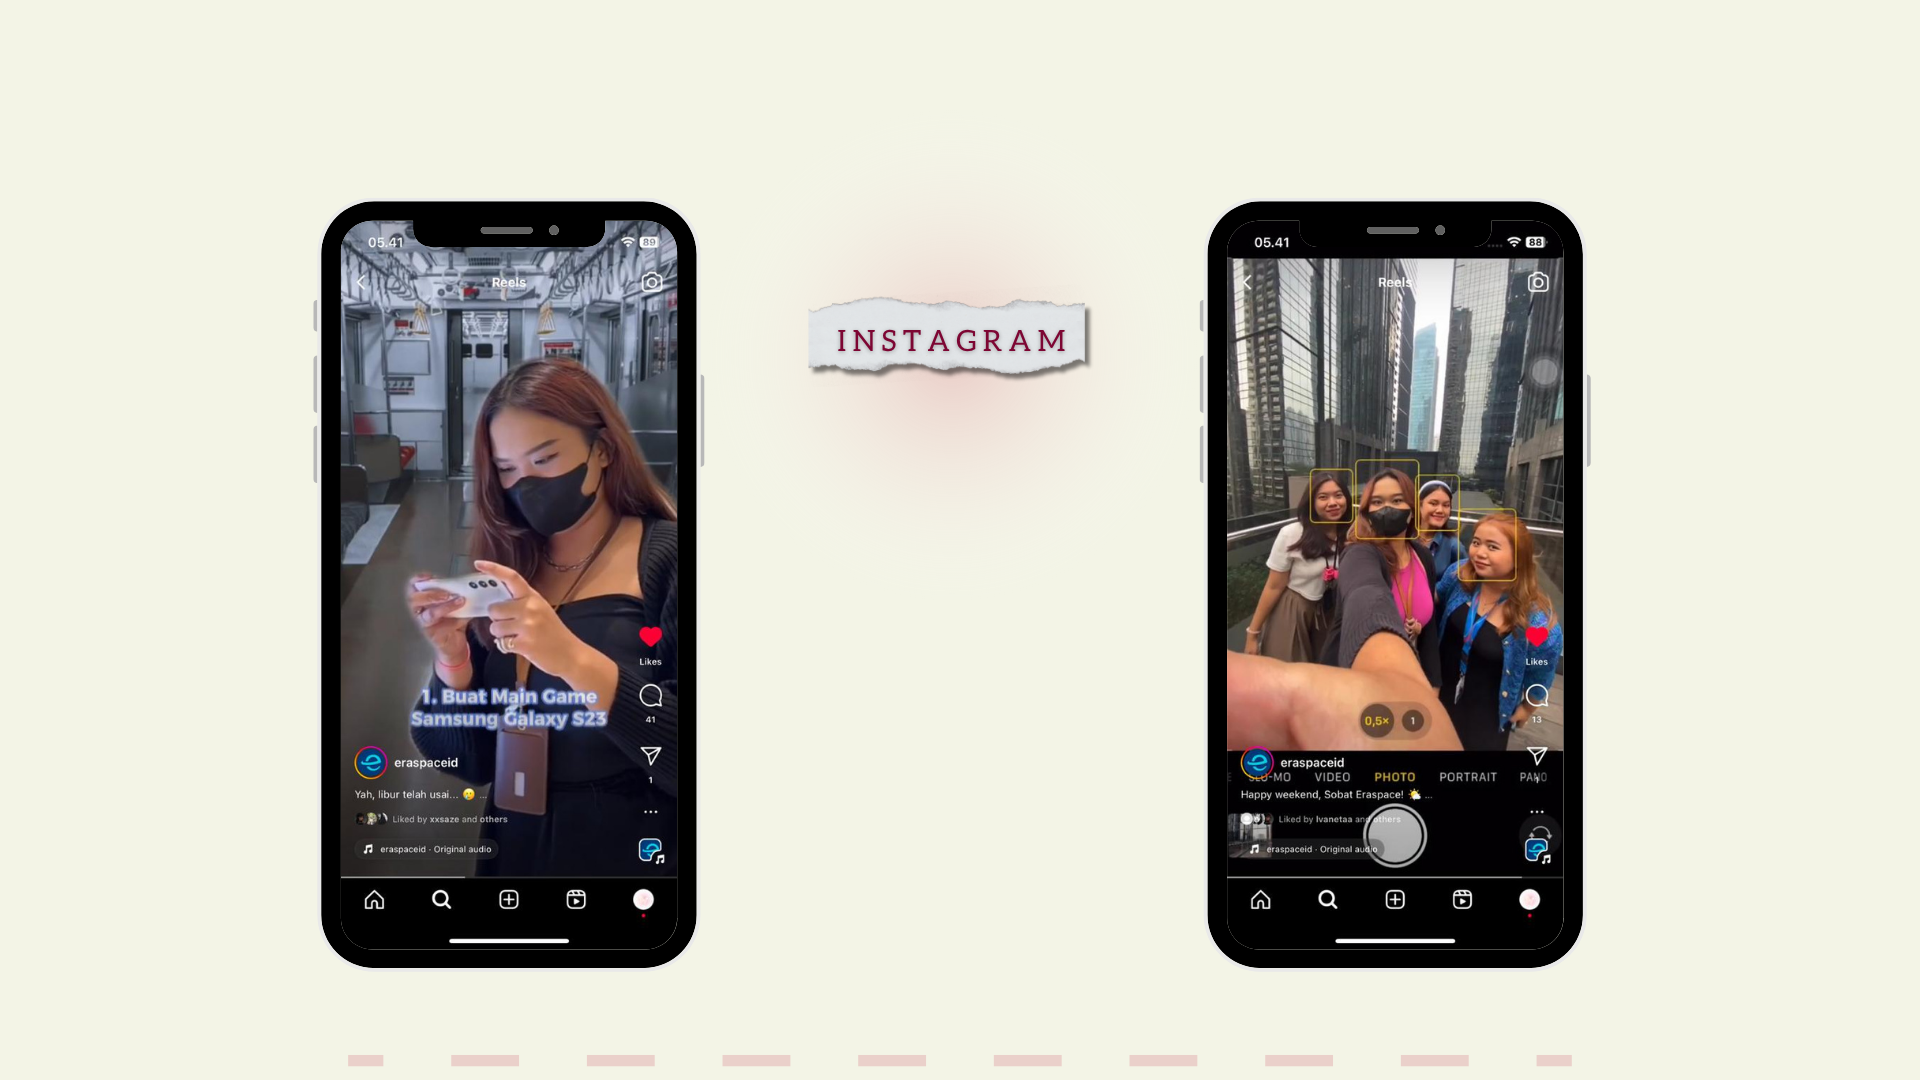 05.41
89
Reels
1. Buat Main Game
Samsung Galaxy S23
Likes
41
1
eraspaceid
Yah, libur telah usai... 😢 ...
Liked by xxsaze and others
eraspaceid · Original audio
INSTAGRAM
05.41
88
Reels
Likes
0,5×
1
13
eraspaceid
SLO-MO VIDEO PHOTO PORTRAIT PANO
Happy weekend, Sobat Eraspace! 🌤️ ...
Liked by lvanetaa and others
eraspaceid · Original audio